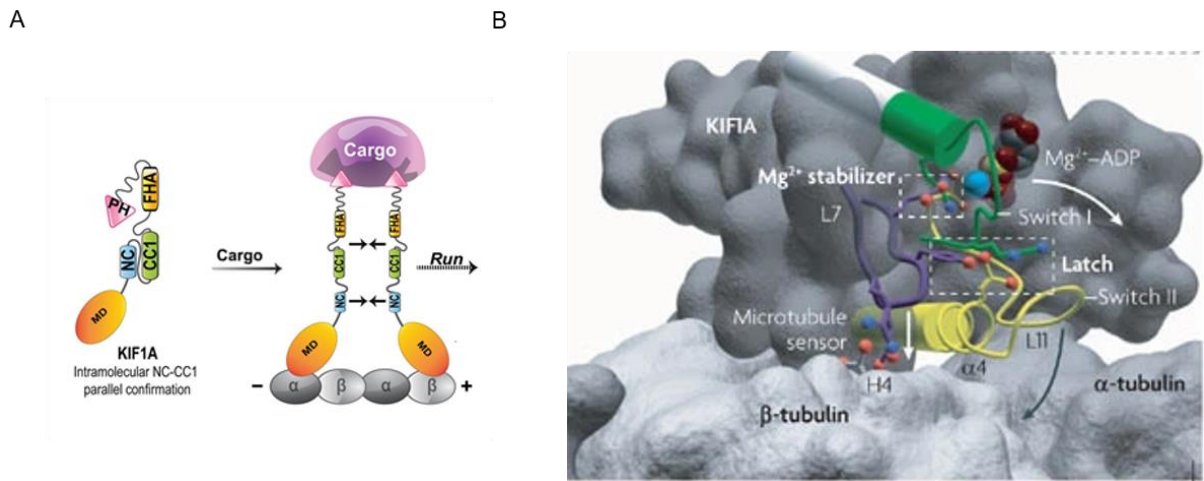 A
B
Cargo
FHA
PH
NC
CC1
MD
KIF1A
Intramolecular NC-CC1
parallel confirmation
Cargo
FHA
FHA
CC1
CC1
NC
NC
Run
MD
MD
−
α
β
α
β
+
KIF1A
Mg²⁺–ADP
Mg²⁺ stabilizer
L7
Switch I
Latch
Switch II
Microtubule
sensor
L11
α4
H4
α-tubulin
β-tubulin